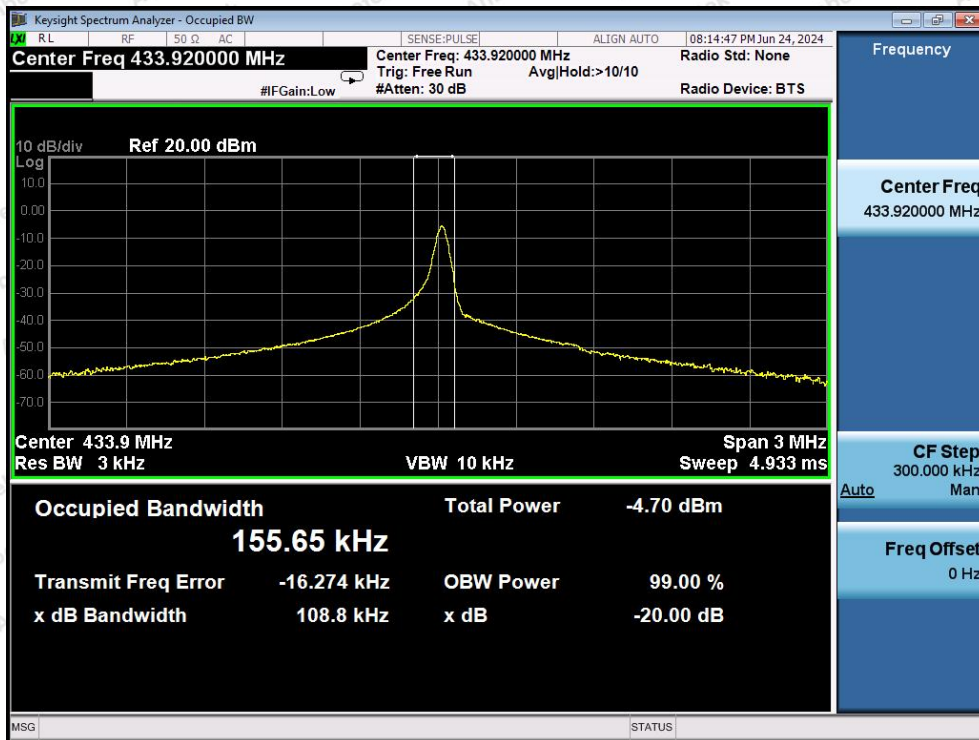 Keysight Spectrum Analyzer - Occupied BW
LXI RL RF 50 Ω AC SENSE:PULSE ALIGN AUTO 08:14:47 PM Jun 24, 2024
Center Freq 433.920000 MHz
Center Freq: 433.920000 MHz
Radio Std: None
Trig: Free Run Avg|Hold:>10/10
#IFGain:Low
#Atten: 30 dB
Radio Device: BTS
10 dB/div Ref 20.00 dBm
Log
10.0
0.00
-10.0
-20.0
-30.0
-40.0
-50.0
-60.0
-70.0
Center 433.9 MHz Span 3 MHz
Res BW 3 kHz VBW 10 kHz Sweep 4.933 ms
Occupied Bandwidth
155.65 kHz
Total Power -4.70 dBm
Transmit Freq Error -16.274 kHz OBW Power 99.00 %
x dB Bandwidth 108.8 kHz x dB -20.00 dB
Frequency
Center Freq
433.920000 MHz
CF Step
300.000 kHz
Auto Man
Freq Offset
0 Hz
MSG STATUS